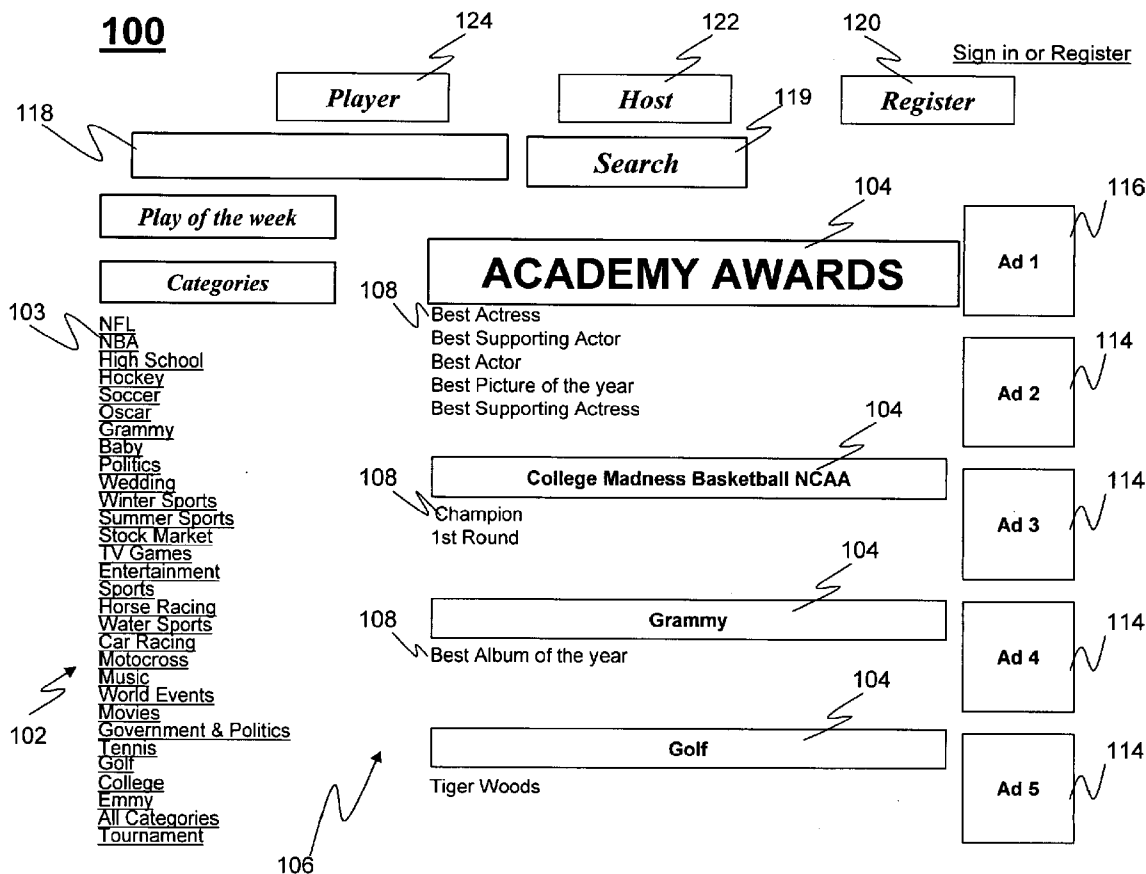 100
124
122
120
Sign in or Register
Player
Host
Register
118
119
Search
Play of the week
104
116
Categories
ACADEMY AWARDS
Ad 1
103
108
NFL
NBA
High School
Hockey
Soccer
Oscar
Grammy
Baby
Politics
Wedding
Winter Sports
Summer Sports
Stock Market
TV Games
Entertainment
Sports
Horse Racing
Water Sports
Car Racing
Motocross
Music
World Events
Movies
Government & Politics
Tennis
Golf
College
Emmy
All Categories
Tournament
102
106
Best Actress
Best Supporting Actor
Best Actor
Best Picture of the year
Best Supporting Actress
114
Ad 2
104
College Madness Basketball NCAA
108
Champion
1st Round
114
Ad 3
104
Grammy
108
Best Album of the year
114
Ad 4
104
Golf
Tiger Woods
114
Ad 5